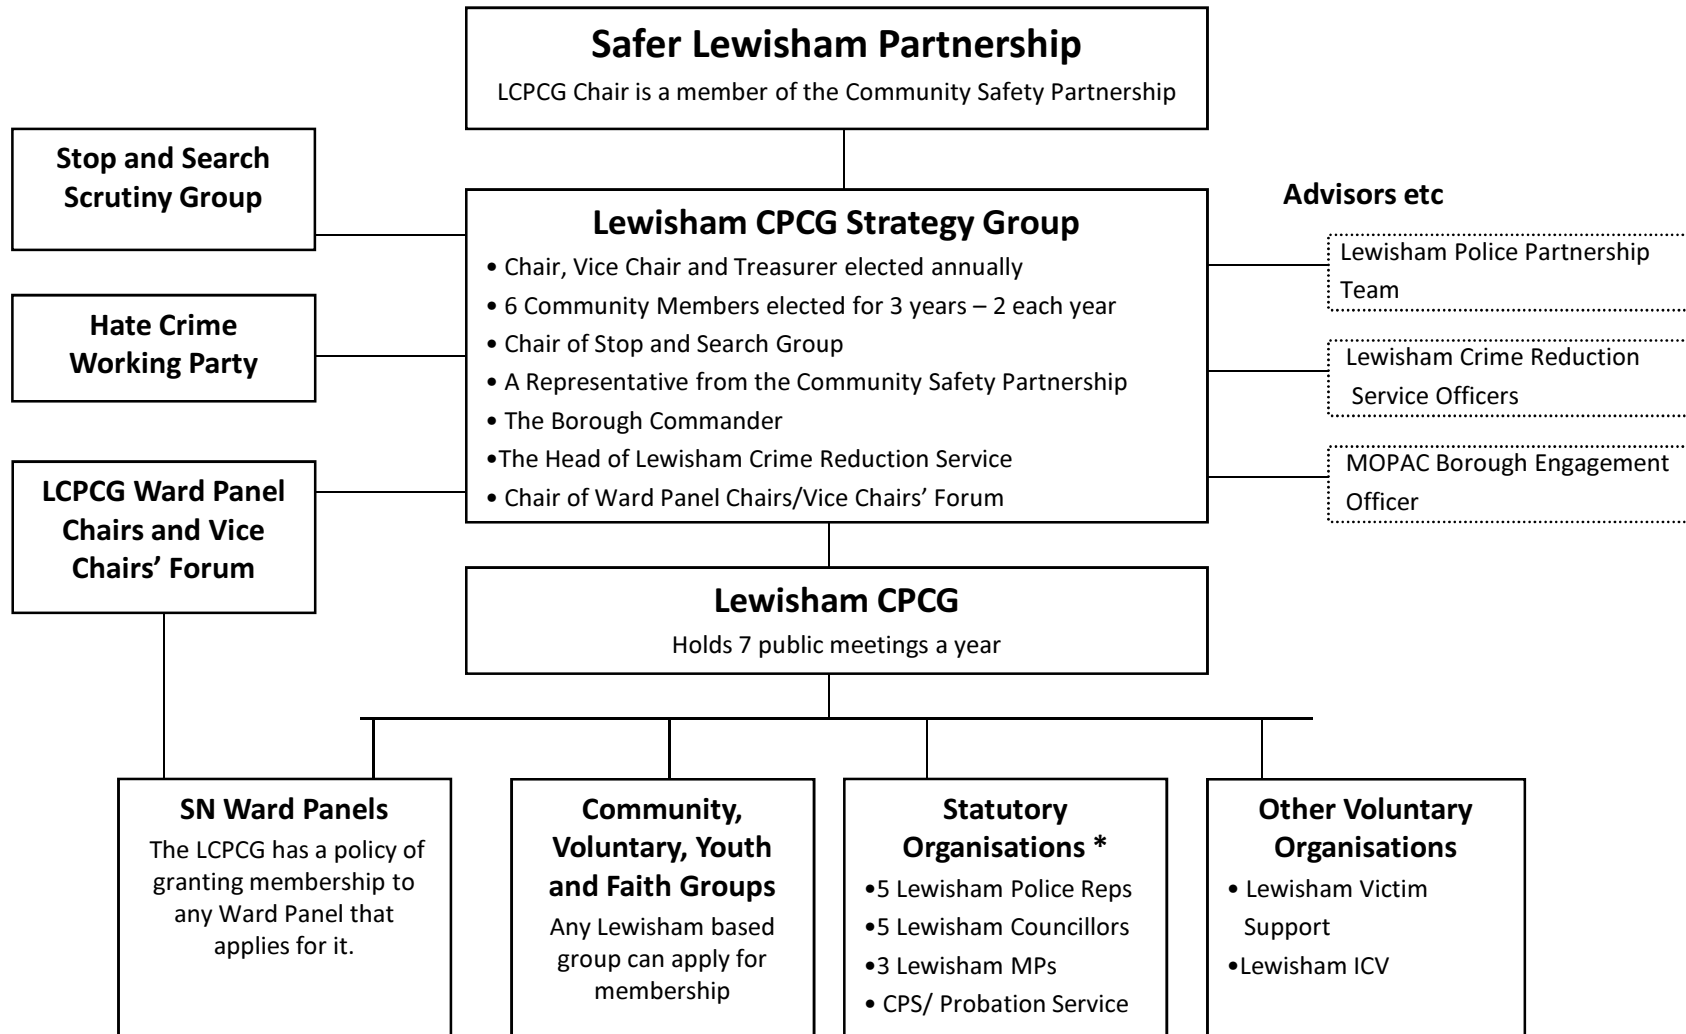 Safer Lewisham Partnership
LCPCG Chair is a member of the Community Safety Partnership
Stop and Search
Scrutiny Group
Hate Crime
Working Party
LCPCG Ward Panel
Chairs and Vice
Chairs’ Forum
Lewisham CPCG Strategy Group
• Chair, Vice Chair and Treasurer elected annually
• 6 Community Members elected for 3 years – 2 each year
• Chair of Stop and Search Group
• A Representative from the Community Safety Partnership
• The Borough Commander
•The Head of Lewisham Crime Reduction Service
• Chair of Ward Panel Chairs/Vice Chairs’ Forum
Advisors etc
Lewisham Police Partnership
Team
Lewisham Crime Reduction
Service Officers
MOPAC Borough Engagement
Officer
Lewisham CPCG
Holds 7 public meetings a year
SN Ward Panels
The LCPCG has a policy of
granting membership to
any Ward Panel that
applies for it.
Community,
Voluntary, Youth
and Faith Groups
Any Lewisham based
group can apply for
membership
Statutory
Organisations *
•5 Lewisham Police Reps
•5 Lewisham Councillors
•3 Lewisham MPs
• CPS/ Probation Service
Other Voluntary
Organisations
• Lewisham Victim
Support
•Lewisham ICV